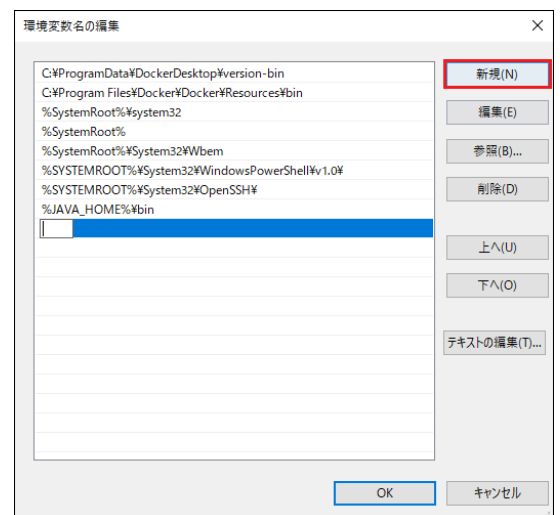 環境変数名の編集
C:¥ProgramData¥DockerDesktop¥version-bin
C:¥Program Files¥Docker¥Docker¥Resources¥bin
%SystemRoot%¥system32
%SystemRoot%
%SystemRoot%¥System32¥Wbem
%SYSTEMROOT%¥System32¥WindowsPowerShell¥v1.0¥
%SYSTEMROOT%¥System32¥OpenSSH¥
%JAVA_HOME%¥bin
新規(N)
編集(E)
参照(B)...
削除(D)
上へ(U)
下へ(O)
テキストの編集(T)...
OK
キャンセル